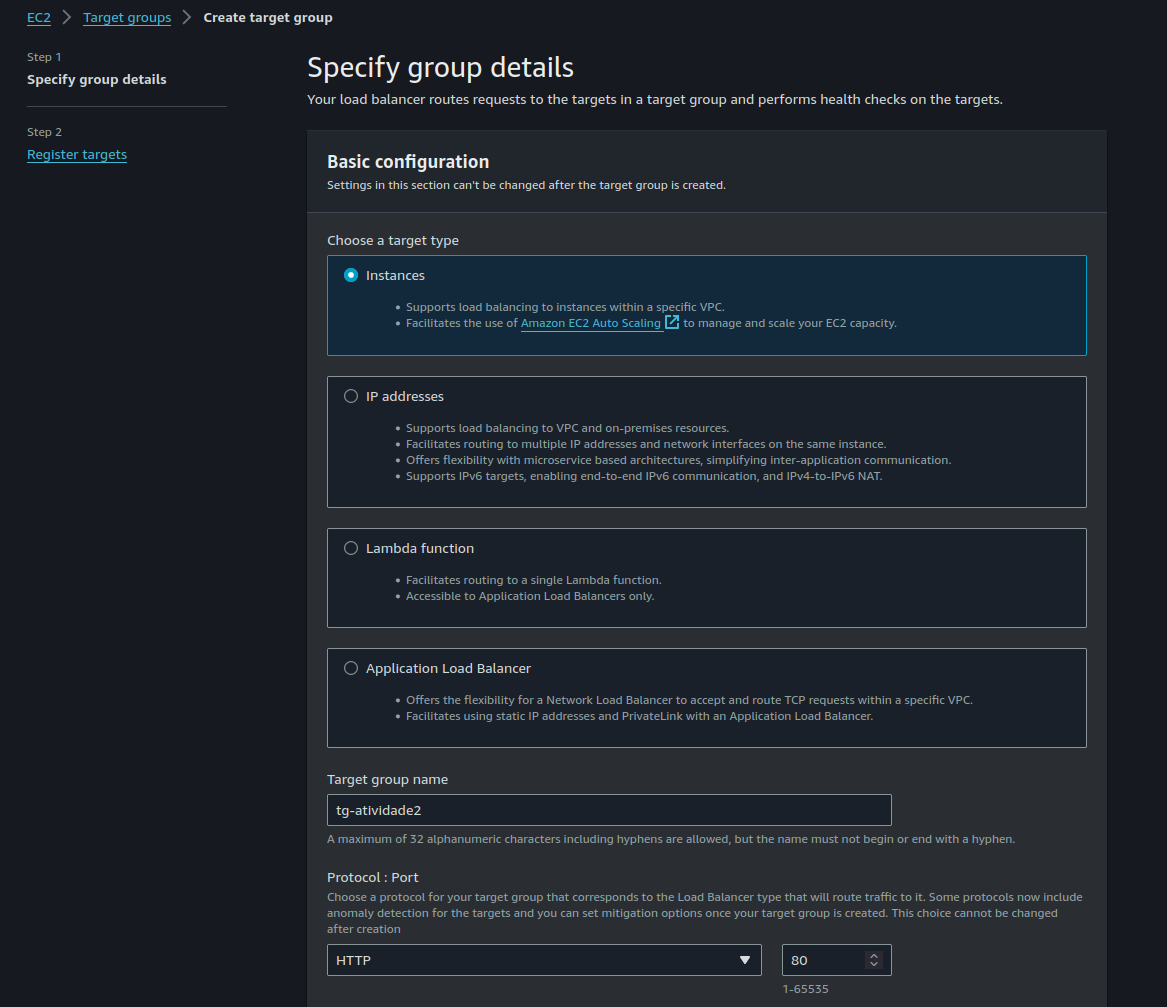 EC2 > Target groups > Create target group
Step 1
Specify group details
Step 2
Register targets
Specify group details
Your load balancer routes requests to the targets in a target group and performs health checks on the targets.
Basic configuration
Settings in this section can't be changed after the target group is created.
Choose a target type
Instances
• Supports load balancing to instances within a specific VPC.
• Facilitates the use of Amazon EC2 Auto Scaling to manage and scale your EC2 capacity.
IP addresses
• Supports load balancing to VPC and on-premises resources.
• Facilitates routing to multiple IP addresses and network interfaces on the same instance.
• Offers flexibility with microservice based architectures, simplifying inter-application communication.
• Supports IPv6 targets, enabling end-to-end IPv6 communication, and IPv4-to-IPv6 NAT.
Lambda function
• Facilitates routing to a single Lambda function.
• Accessible to Application Load Balancers only.
Application Load Balancer
• Offers the flexibility for a Network Load Balancer to accept and route TCP requests within a specific VPC.
• Facilitates using static IP addresses and PrivateLink with an Application Load Balancer.
Target group name
tg-atividade2
A maximum of 32 alphanumeric characters including hyphens are allowed, but the name must not begin or end with a hyphen.
Protocol : Port
Choose a protocol for your target group that corresponds to the Load Balancer type that will route traffic to it. Some protocols now include
anomaly detection for the targets and you can set mitigation options once your target group is created. This choice cannot be changed
after creation
HTTP
80
1-65535